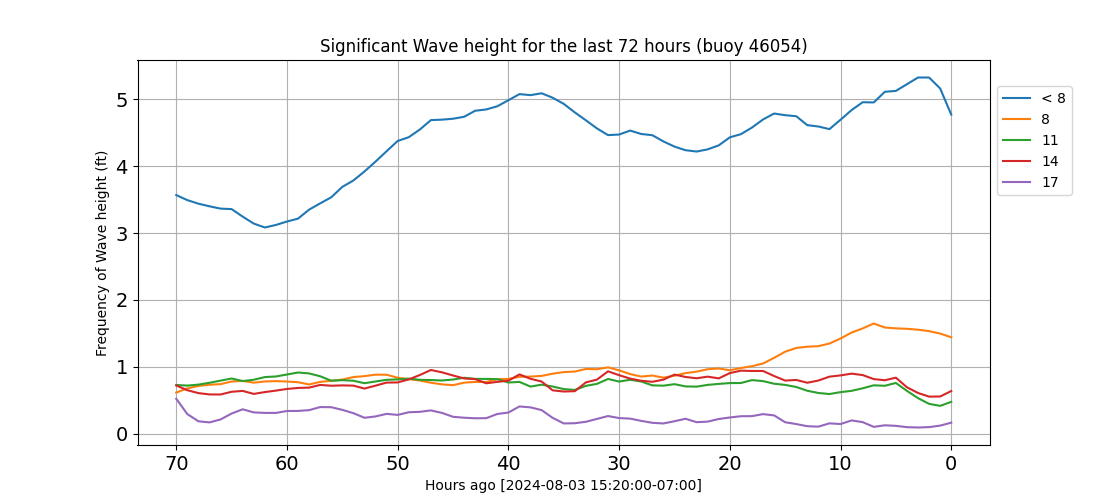 Significant Wave height for the last 72 hours (buoy 46054)
Frequency of Wave height (ft)
5
4
3
2
1
0
70 60 50 40 30 20 10 0
Hours ago [2024-08-03 15:20:00-07:00]
< 8
8
11
14
17